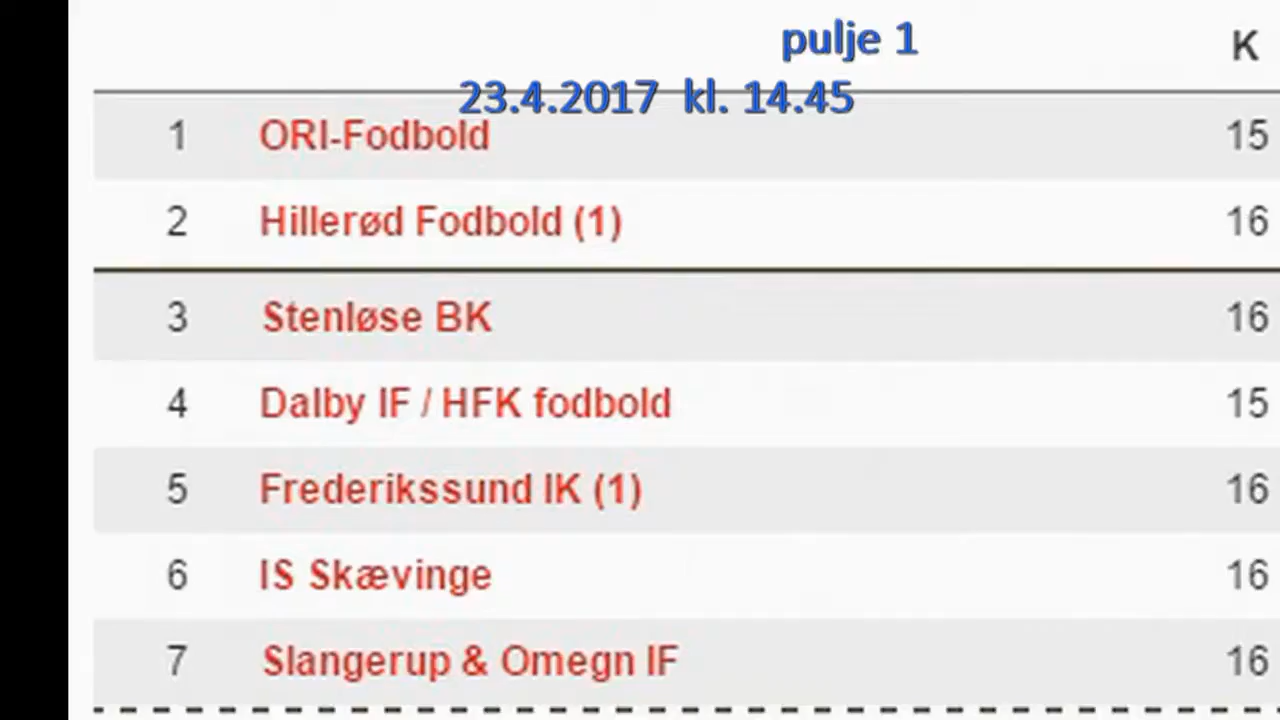 pulje 1 K
23.4.2017 kl. 14.45
1 ORI-Fodbold 15
2 Hillerød Fodbold (1) 16
3 Stenløse BK 16
4 Dalby IF / HFK fodbold 15
5 Frederikssund IK (1) 16
6 IS Skævinge 16
7 Slangerup & Omegn IF 16